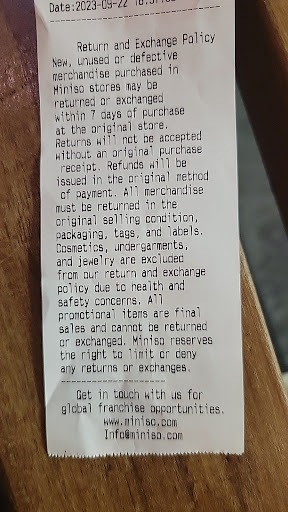 Date:2023-09-22
Return and Exchange Policy
New, unused or defective
merchandise purchased in
Miniso stores may be
returned or exchanged
within 7 days of purchase
at the original store.
Returns will not be accepted
without an original purchase
receipt. Refunds will be
issued in the original method
of payment. All merchandise
must be returned in the
original selling condition,
packaging, tags, and labels.
Cosmetics, undergarments,
and jewelry are excluded
from our return and exchange
policy due to health and
safety concerns. All
promotional items are final
sales and cannot be returned
or exchanged. Miniso reserves
the right to limit or deny
any returns or exchanges.
--------------------
Get in touch with us for
global franchise opportunities.
www.miniso.com
Info@miniso.com